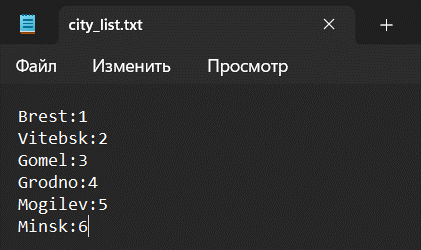 city_list.txt
Файл Изменить Просмотр
Brest:1
Vitebsk:2
Gomel:3
Grodno:4
Mogilev:5
Minsk:6